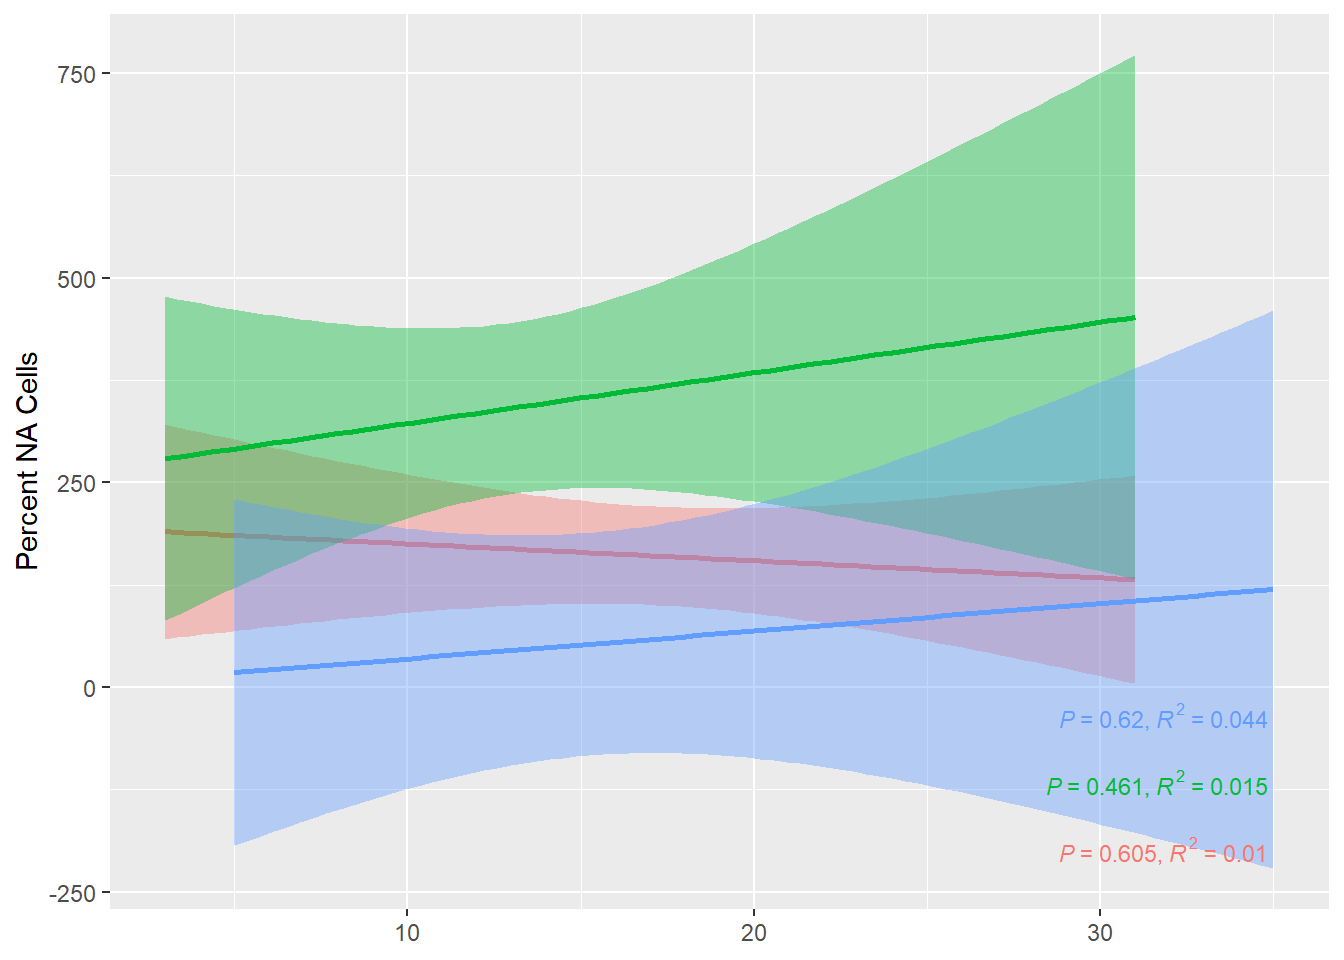 Percent NA Cells
750
500
250
0
-250
P = 0.62, R² = 0.044
P = 0.461, R² = 0.015
P = 0.605, R² = 0.01
10 20 30